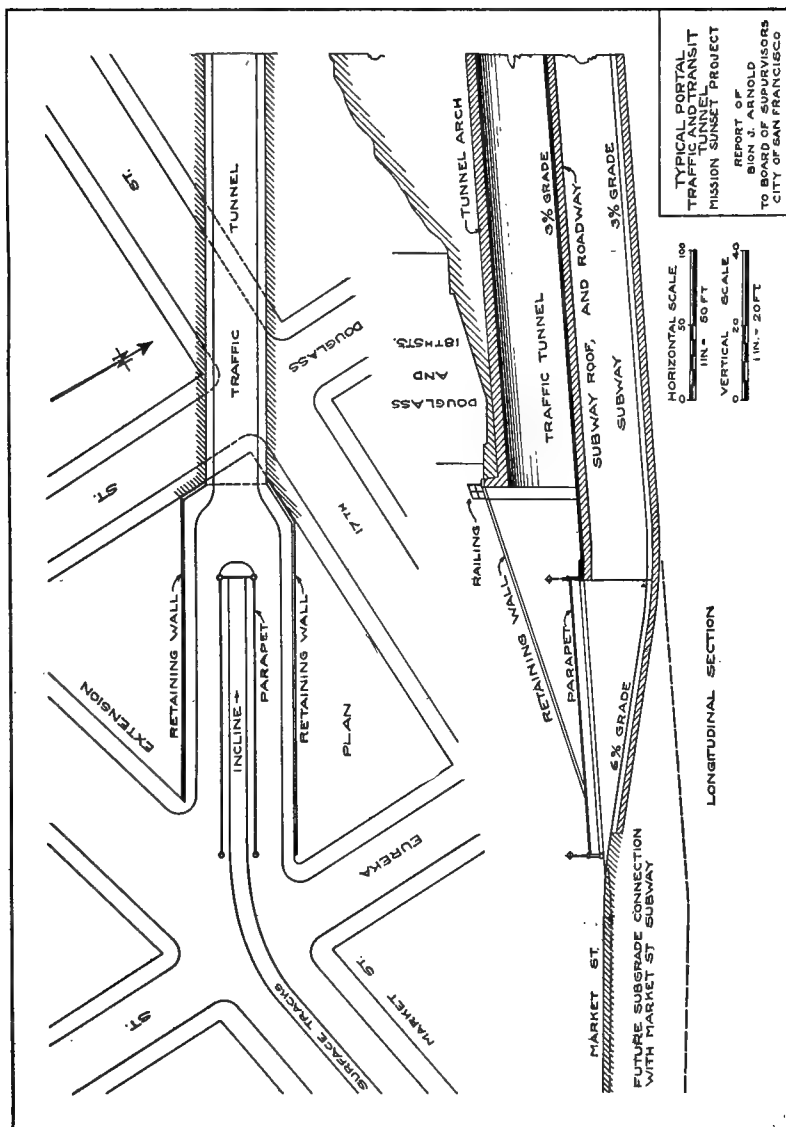 ST.
TUNNEL
TRAFFIC
DOUGLASS
ST.
17TH
RETAINING WALL
PARAPET
RETAINING WALL
INCLINE
PLAN
EXTENSION
EUREKA
ST.
MARKET ST.
SURFACE TRACKS
TUNNEL ARCH
DOUGLASS
AND
18TH STS.
TRAFFIC TUNNEL
3% GRADE
SUBWAY ROOF, AND ROADWAY
SUBWAY
3% GRADE
RAILING
RETAINING WALL
PARAPET
6% GRADE
MARKET ST.
FUTURE SUBGRADE CONNECTION
WITH MARKET ST SUBWAY
LONGITUDINAL SECTION
HORIZONTAL SCALE
0 50 100
1 IN. = 50 FT
VERTICAL SCALE
0 20 40
1 IN. = 20 FT
TYPICAL PORTAL
TRAFFIC AND TRANSIT
TUNNEL
MISSION SUNSET PROJECT
REPORT OF
BION J. ARNOLD
TO BOARD OF SUPERVISORS
CITY OF SAN FRANCISCO